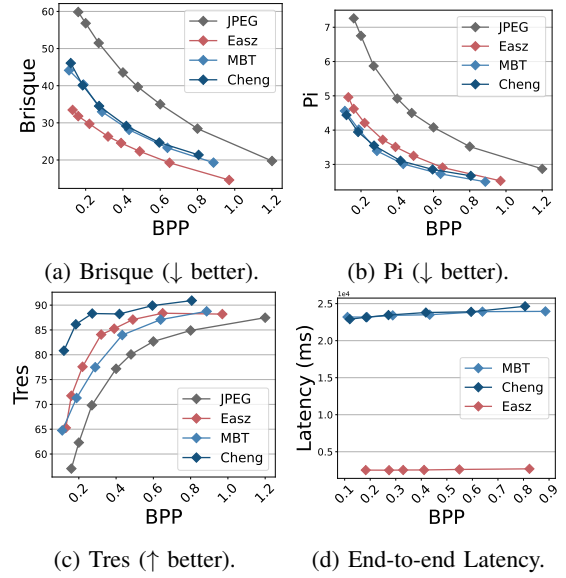 60
50
40
30
20
Brisque
JPEG
Easz
MBT
Cheng
0.2 0.4 0.6 0.8 1.0 1.2
BPP
(a) Brisque (↓ better).
7
6
5
4
3
Pi
JPEG
Easz
MBT
Cheng
0.2 0.4 0.6 0.8 1.0 1.2
BPP
(b) Pi (↓ better).
90
85
80
75
70
65
60
Tres
JPEG
Easz
MBT
Cheng
0.2 0.4 0.6 0.8 1.0 1.2
BPP
(c) Tres (↑ better).
1e4
2.5
2.0
1.5
1.0
0.5
Latency (ms)
MBT
Cheng
Easz
0.1 0.2 0.3 0.4 0.5 0.6 0.7 0.8 0.9
BPP
(d) End-to-end Latency.